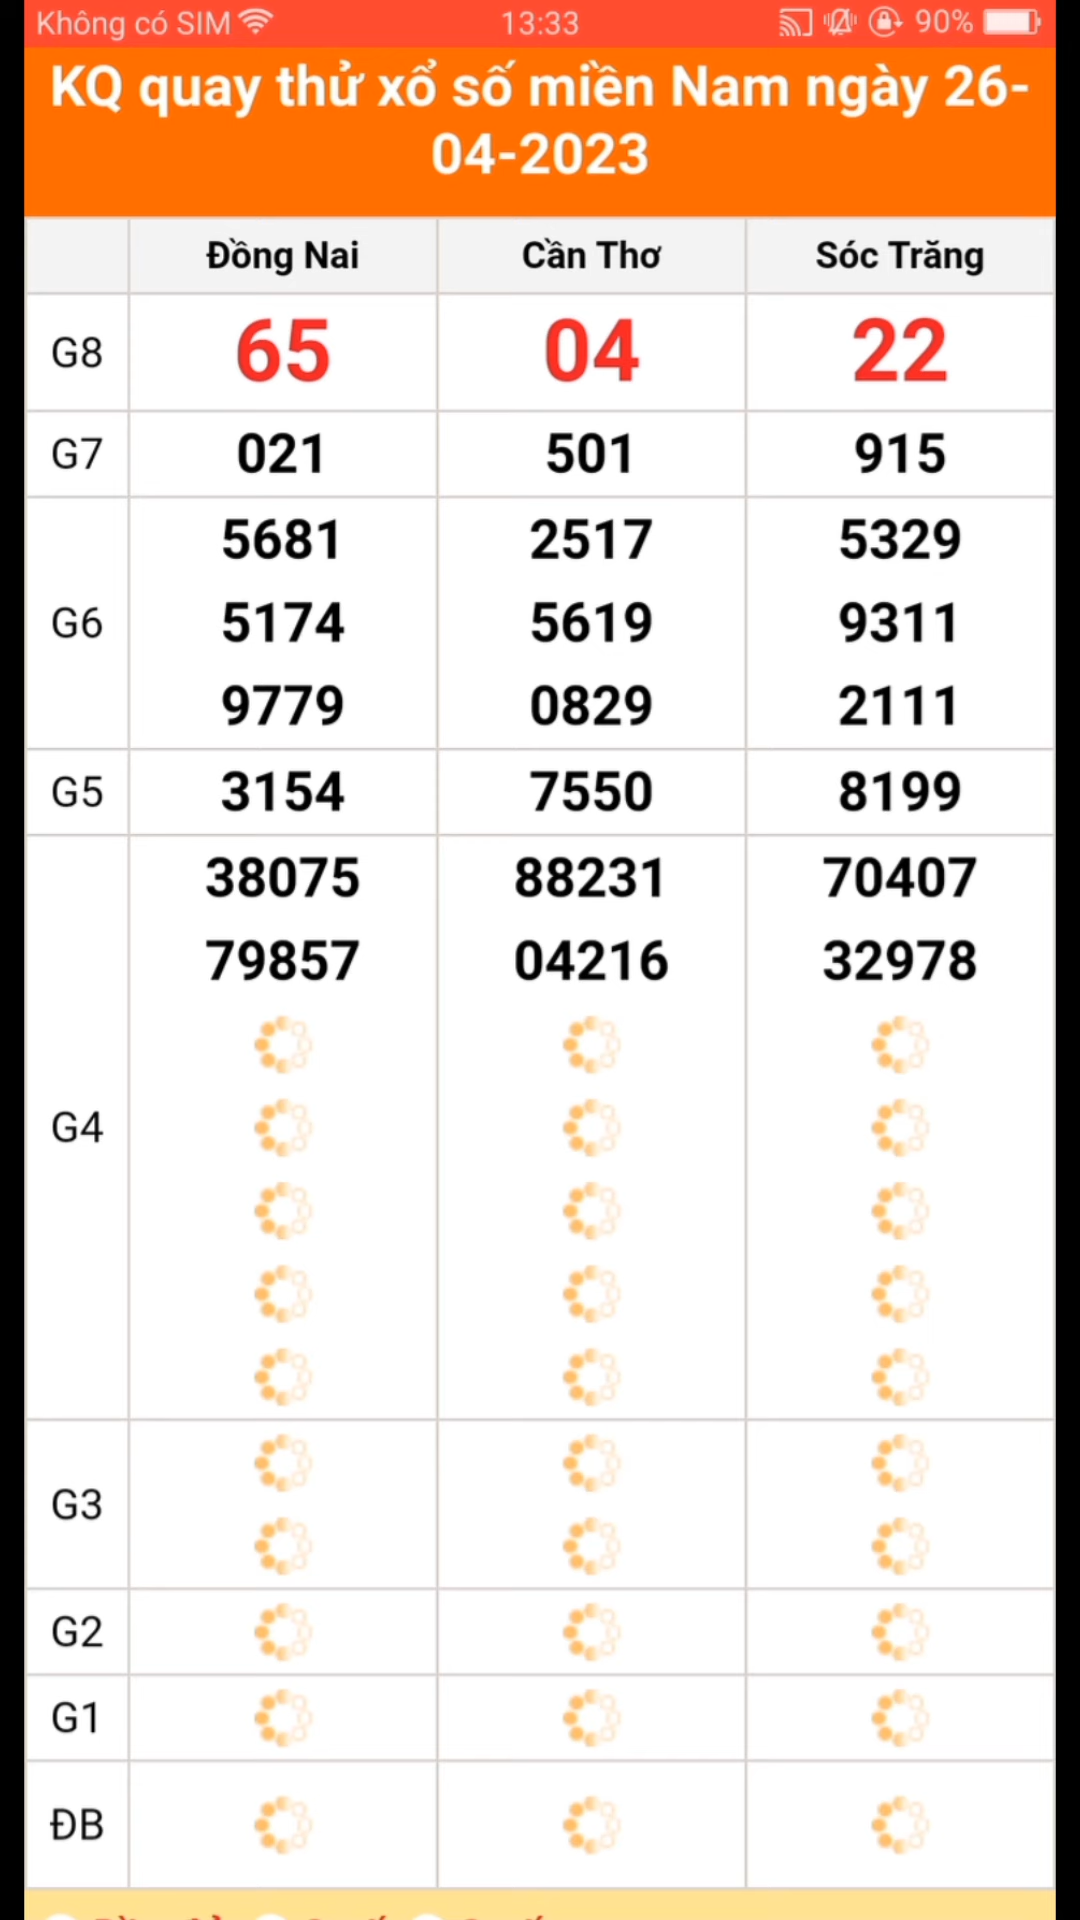 Không có SIM 13:33 90%
KQ quay thử xổ số miền Nam ngày 26-
04-2023
Đồng Nai Cần Thơ Sóc Trăng
G8 65 04 22
G7 021 501 915
5681 2517 5329
G6 5174 5619 9311
9779 0829 2111
G5 3154 7550 8199
38075 88231 70407
79857 04216 32978
G4
G3
G2
G1
ĐB